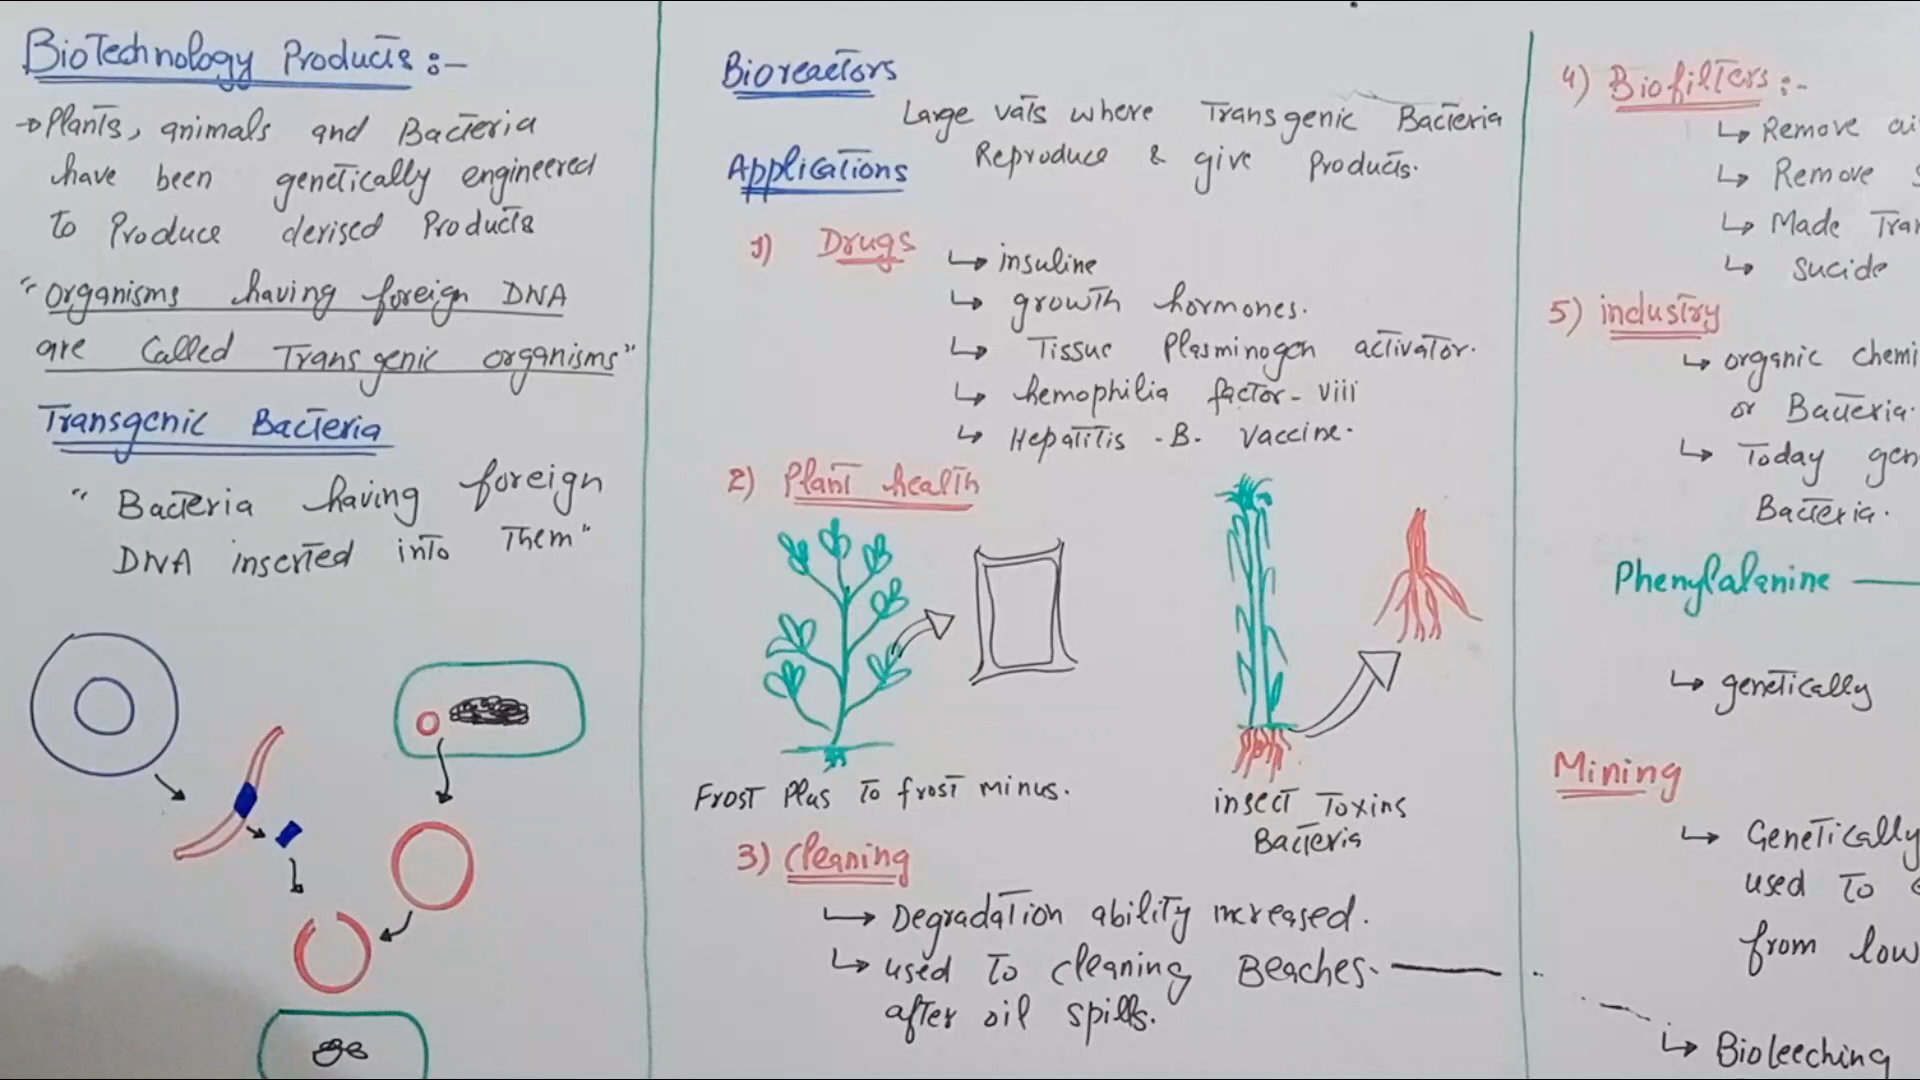 BioTechnology Products:-
→Plants, animals and Bacteria
have been genetically engineered
to Produce derised Products
"organisms having foreign DNA
are Called Transgenic organisms"
Transgenic Bacteria
"Bacteria having foreign
DNA inserted into Them"
Bioreactors
Large vats where Transgenic Bacteria
Reproduce & give Products.
Applications
1) Drugs
↳ insuline
↳ growth hormones.
↳ Tissue Plasminogen activator.
↳ hemophilia factor-viii
↳ Hepatitis -B. vaccine.
2) Plant health
Frost Plus to frost minus.
insect Toxins
Bacteria
3) Cleaning
↳ Degradation ability increased.
↳ used to cleaning Beaches.
after oil spills.
4) Biofilters:-
↳ Remove
↳ Remove
↳ Made
↳ Sucide
5) industry
↳ organic chemi
or Bacteria.
↳ Today gen
Bacteria.
Phenylalanine
↳ genetically
Mining
↳ Genetically
used to
from low
↳ Bioleeching